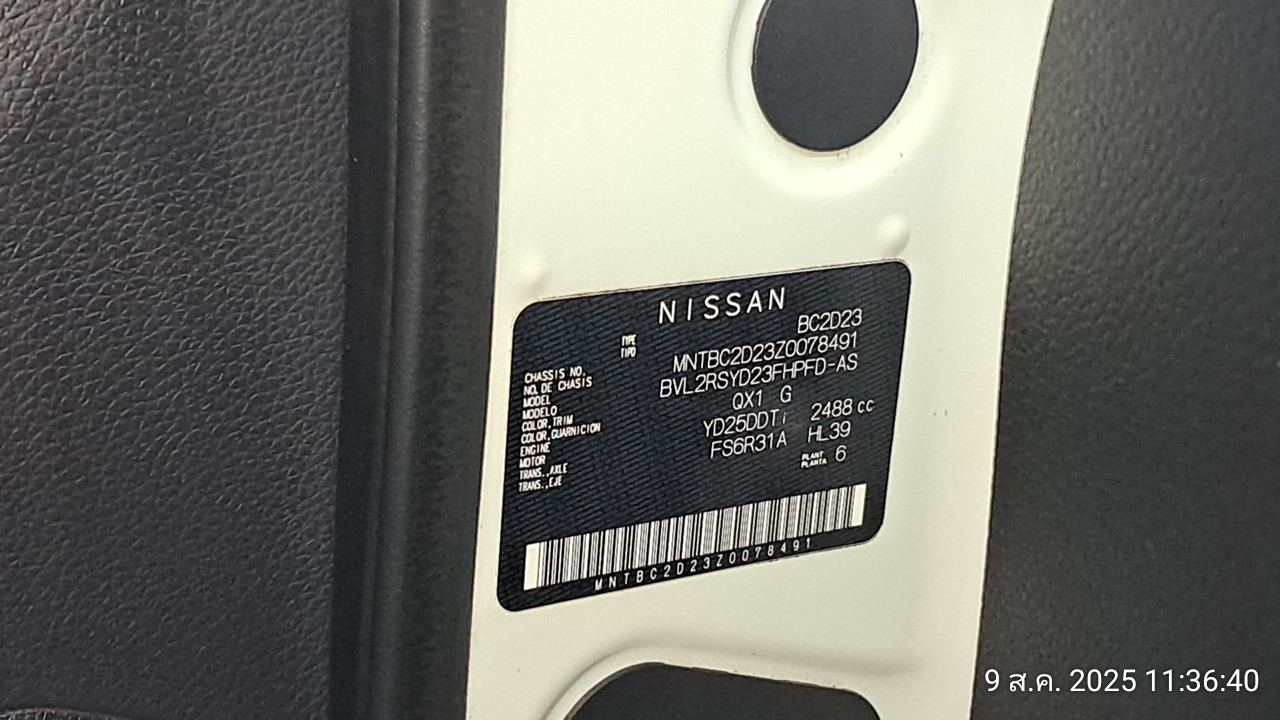 NISSAN
TYPE BC2D23
TIPO
CHASSIS NO. MNTBC2D23Z0078491
NO. DE CHASIS
MODEL BVL2RSYD23FHPFD-AS
MODELO
COLOR,TRIM QX1 G
COLOR,GUARNICION
ENGINE YD25DDTi 2488 cc
MOTOR
TRANS.,AXLE FS6R31A HL39
TRANS.,EJE
PLANT 6
PLANTA
MNTBC2D23Z0078491
9 ส.ค. 2025 11:36:40